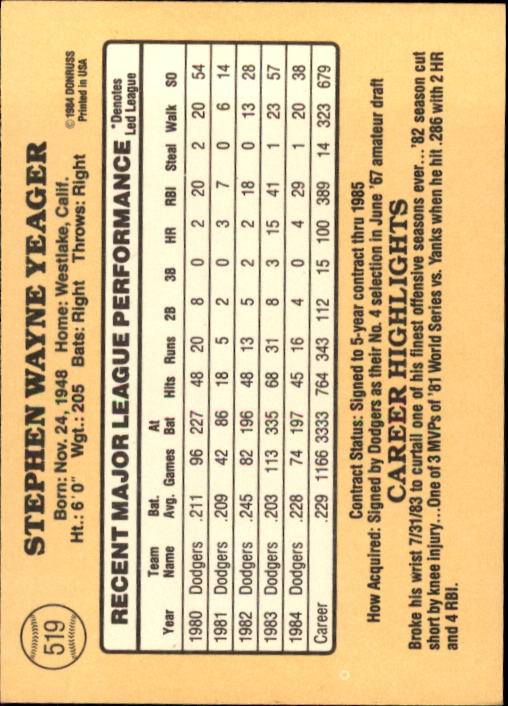 519
STEPHEN WAYNE YEAGER
Born: Nov. 24, 1948 Home: Westlake, Calif.
Ht.: 6'0" Wgt.: 205 Bats: Right Throws: Right
© 1984 DONRUSS
Printed in USA
RECENT MAJOR LEAGUE PERFORMANCE
*Denotes
Led League
Year Team Name Bat. Avg. Games At Bat Hits Runs 2B 3B HR RBI Steal Walk SO
1980 Dodgers .211 96 227 48 20 8 0 2 20 2 20 54
1981 Dodgers .209 42 86 18 5 2 0 3 7 0 6 14
1982 Dodgers .245 82 196 48 13 5 2 2 18 0 13 28
1983 Dodgers .203 113 335 68 31 8 3 15 41 1 23 57
1984 Dodgers .228 74 197 45 16 4 0 4 29 1 20 38
Career .229 1166 3333 764 343 112 15 100 389 14 323 679
Contract Status: Signed to 5-year contract thru 1985
How Acquired: Signed by Dodgers as their No. 4 selection in June '67 amateur draft
CAREER HIGHLIGHTS
Broke his wrist 7/31/83 to curtail one of his finest offensive seasons ever... '82 season cut
short by knee injury...One of 3 MVPs of '81 World Series vs. Yanks when he hit .286 with 2 HR
and 4 RBI.